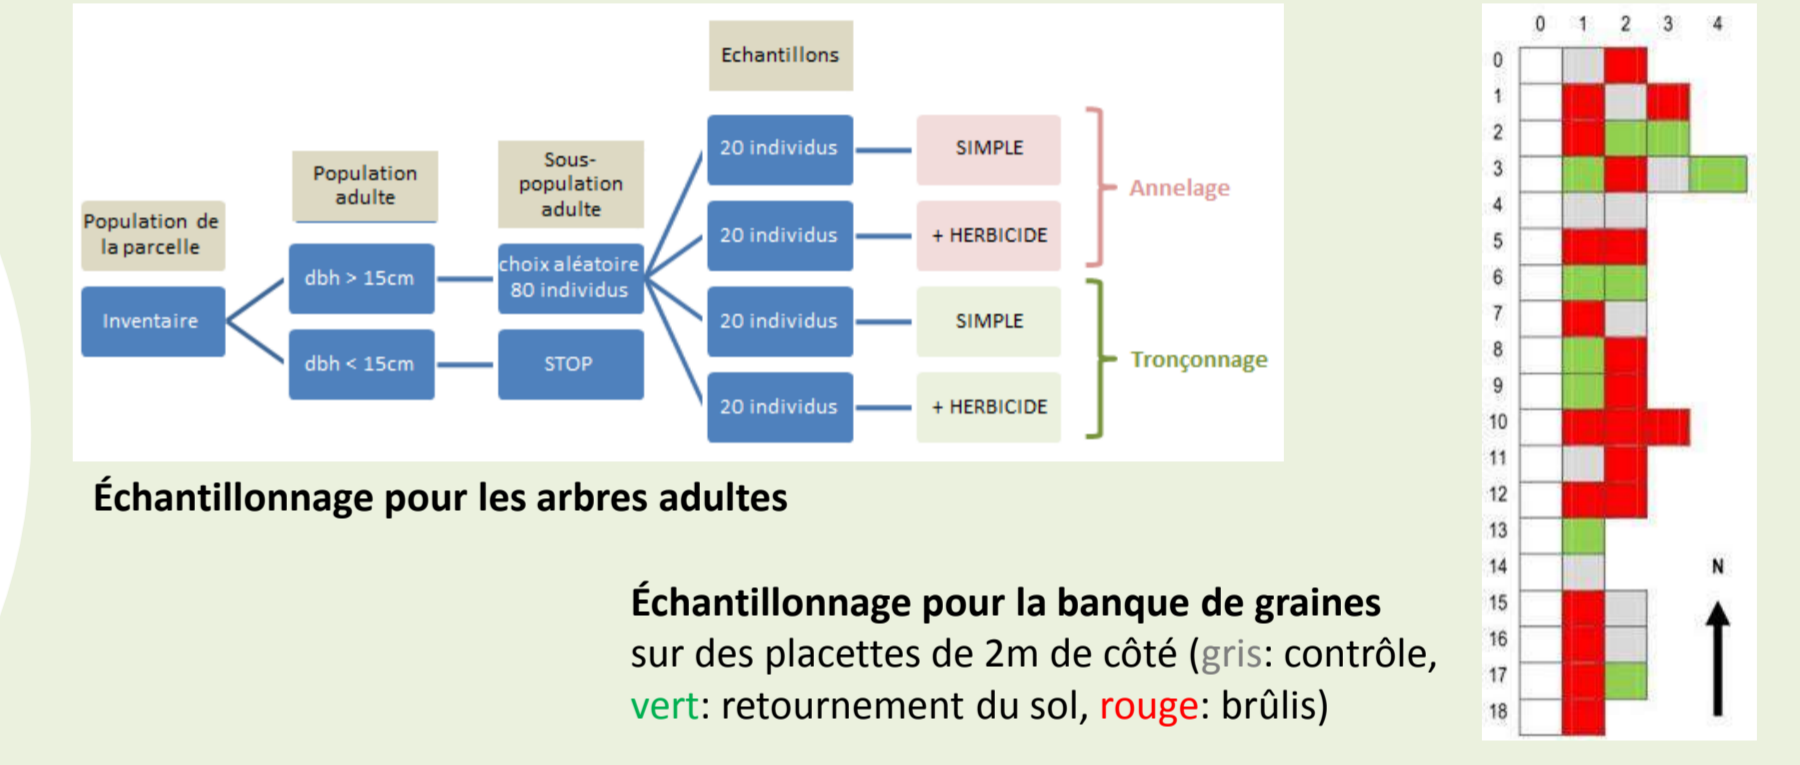 Echantillons
Population de
la parcelle
Population
adulte
Sous-
population
adulte
Inventaire
dbh > 15cm
dbh < 15cm
choix aléatoire
80 individus
STOP
20 individus
SIMPLE
20 individus
+ HERBICIDE
Annelage
20 individus
SIMPLE
20 individus
+ HERBICIDE
Tronçonnage
Échantillonnage pour les arbres adultes
Échantillonnage pour la banque de graines
sur des placettes de 2m de côté (gris: contrôle,
vert: retournement du sol, rouge: brûlis)
0 1 2 3 4
0
1
2
3
4
5
6
7
8
9
10
11
12
13
14
15
16
17
18
N